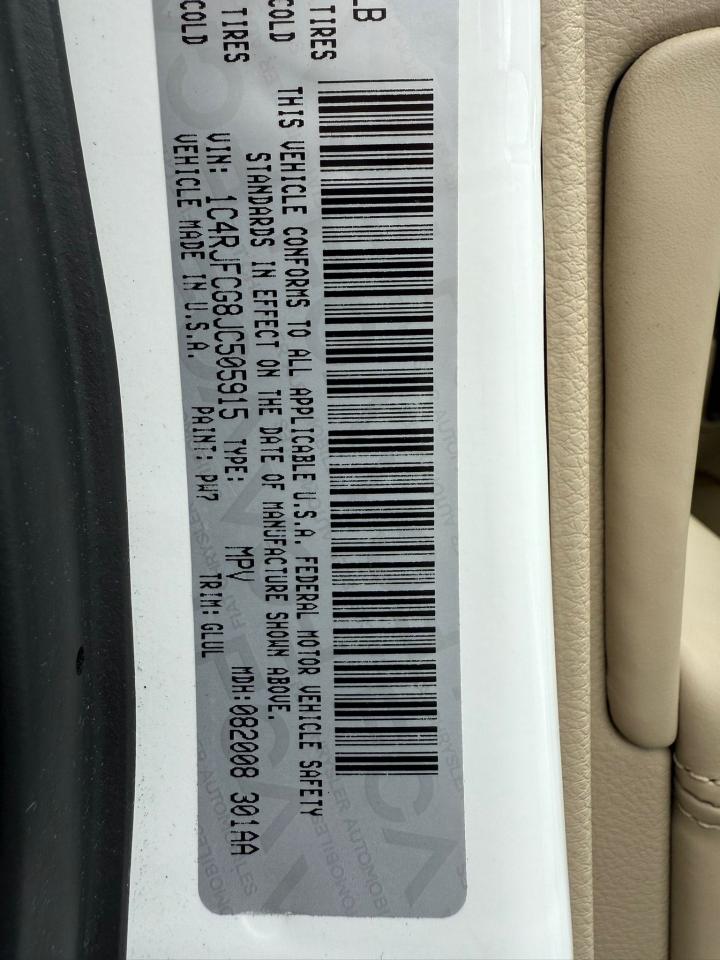 LB
TIRES COLD
TIRES COLD
THIS VEHICLE CONFORMS TO ALL APPLICABLE U.S.A. FEDERAL MOTOR VEHICLE SAFETY
STANDARDS IN EFFECT ON THE DATE OF MANUFACTURE SHOWN ABOVE.
VIN: 1C4RJFCG8JC505915 TYPE: MPV MDH:082008 301AA
VEHICLE MADE IN U.S.A. PAINT: PW7 TRIM: GLUL